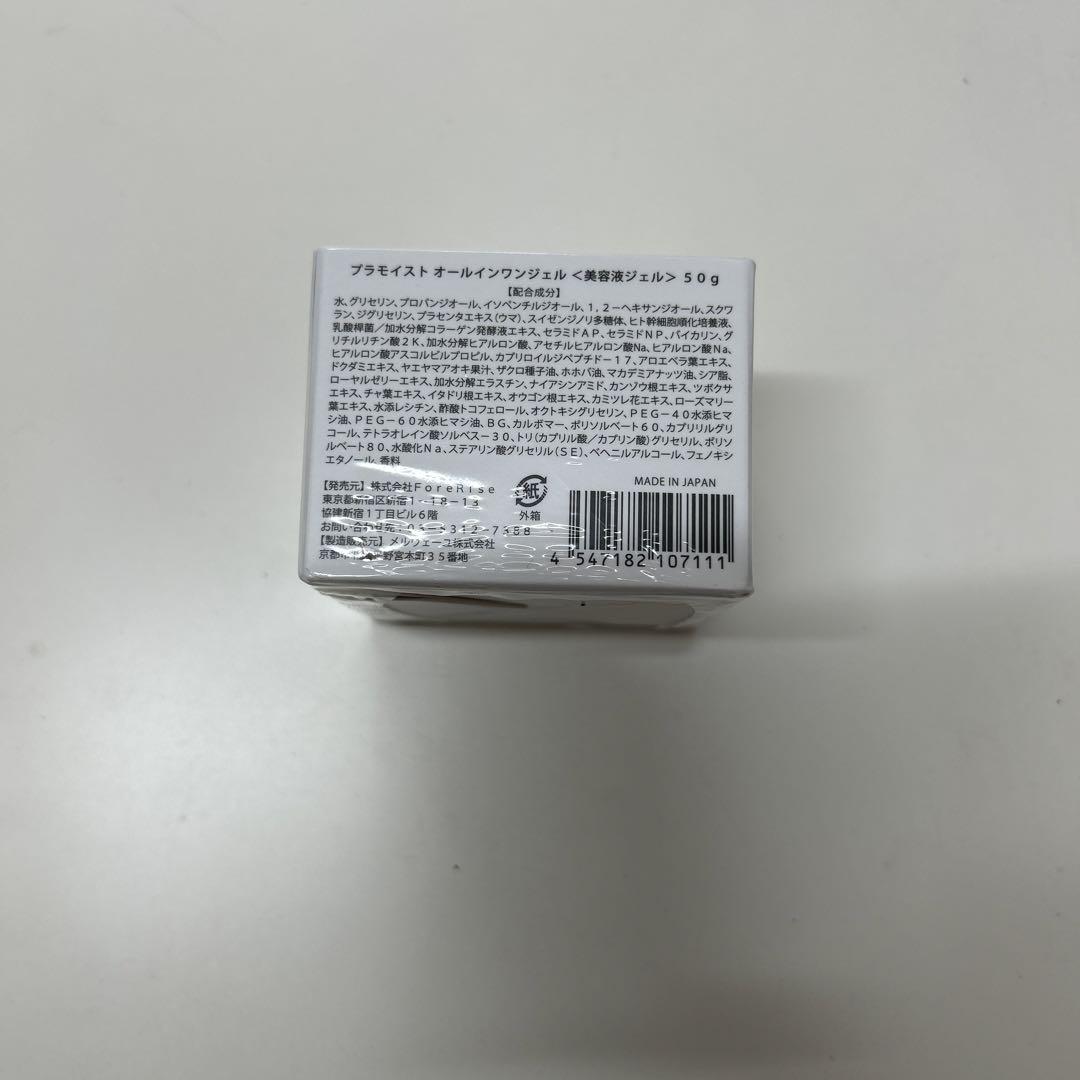 プラモイスト オールインワンジェル ＜美容液ジェル＞ ５０ｇ
【配合成分】
水、グリセリン、プロパンジオール、イソペンチルジオール、１，２－ヘキサンジオール、スクワ
ラン、ジグリセリン、プラセンタエキス（ウマ）、スイゼンジノリ多糖体、ヒト幹細胞順化培養液、
乳酸桿菌／加水分解コラーゲン発酵液エキス、セラミドＡＰ、セラミドＮＰ、バイカリン、グ
リチルリチン酸２Ｋ、加水分解ヒアルロン酸、アセチルヒアルロン酸Na、ヒアルロン酸Ｎａ、
ヒアルロン酸アスコルビルプロピル、カプリロイルジペプチド－１７、アロエベラ葉エキス、
ドクダミエキス、ヤエヤマアオキ果汁、ザクロ種子油、ホホバ油、マカデミアナッツ油、シア脂、
ローヤルゼリーエキス、加水分解エラスチン、ナイアシンアミド、カンゾウ根エキス、ツボクサ
エキス、チャ葉エキス、イタドリ根エキス、オウゴン根エキス、カミツレ花エキス、ローズマリー
葉エキス、水添レシチン、酢酸トコフェロール、オクトキシグリセリン、ＰＥＧ－４０水添ヒマ
シ油、ＰＥＧ－６０水添ヒマシ油、ＢＧ、カルボマー、ポリソルベート６０、カプリリルグリ
コール、テトラオレイン酸ソルベス－３０、トリ（カプリル酸／カプリン酸）グリセリル、ポリソ
ルベート８０、水酸化Ｎａ、ステアリン酸グリセリル（ＳＥ）、ベヘニルアルコール、フェノキシ
エタノール、香料
【発売元】株式会社ＦｏｒｅＲｉｓｅ
東京都新宿区新宿１－１８－１３
協建新宿１丁目ビル６階
お問い合わせ先：０３－５３１２－７３８８
【製造販売元】メルヴェーユ株式会社
京都市 野宮本町３５番地
紙
外箱
MADE IN JAPAN
4 547182 107111